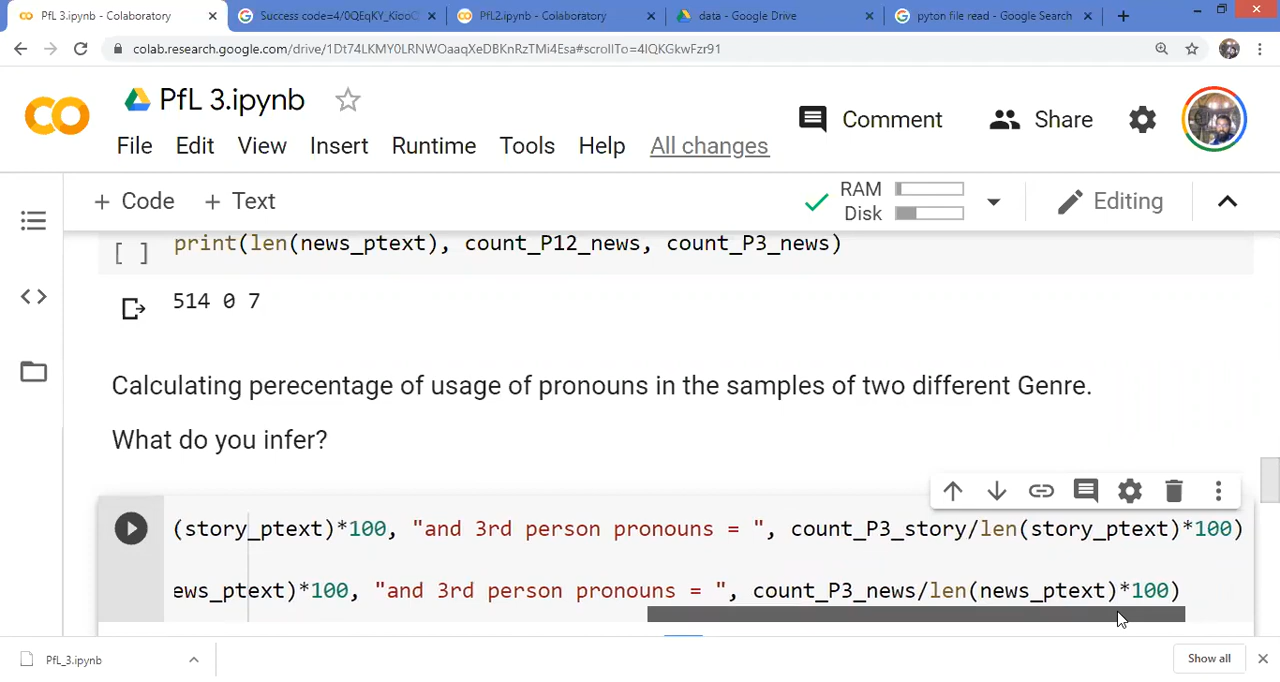 PfL 3.ipynb - Colaboratory
Success code=4/0QEqKY_KiooC
PfL2.ipynb - Colaboratory
data - Google Drive
pyton file read - Google Search
colab.research.google.com/drive/1Dt74LKMY0LRNWOaaqXeDBKnRzTMi4Esa#scrollTo=4lQKGkwFzr91
PfL 3.ipynb
Comment
Share
File Edit View Insert Runtime Tools Help All changes
+ Code + Text
RAM
Disk
Editing
[ ] print(len(news_ptext), count_P12_news, count_P3_news)
514 0 7
Calculating perecentage of usage of pronouns in the samples of two different Genre.
What do you infer?
(story_ptext)*100, "and 3rd person pronouns = ", count_P3_story/len(story_ptext)*100)
ews_ptext)*100, "and 3rd person pronouns = ", count_P3_news/len(news_ptext)*100)
PfL_3.ipynb
Show all